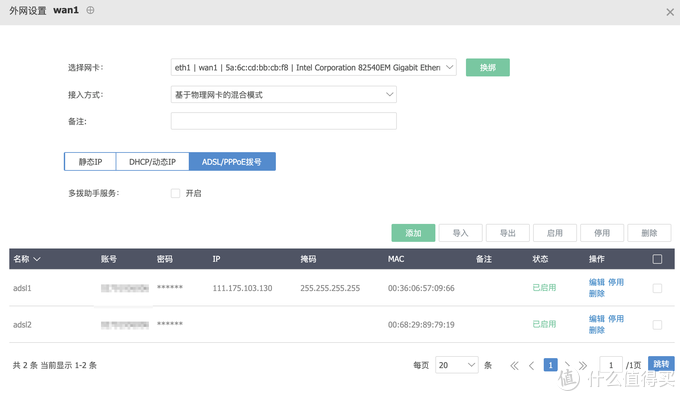 外网设置 wan1
选择网卡: eth1 | wan1 | 5a:6c:cd:bb:cb:f8 | Intel Corporation 82540EM Gigabit Ether 换绑
接入方式: 基于物理网卡的混合模式
备注:
静态IP DHCP/动态IP ADSL/PPPoE拨号
多拨助手服务: 开启
添加 导入 导出 启用 停用 删除
名称 账号 密码 IP 掩码 MAC 备注 状态 操作
adsl1 ****** 111.175.103.130 255.255.255.255 00:36:06:57:09:66 已启用 编辑 停用
删除
adsl2 ****** 00:68:29:89:79:19 已启用 编辑 停用
删除
共 2 条 当前显示 1-2 条 每页 20 条 1 1 /1页 跳转
值 什么值得买